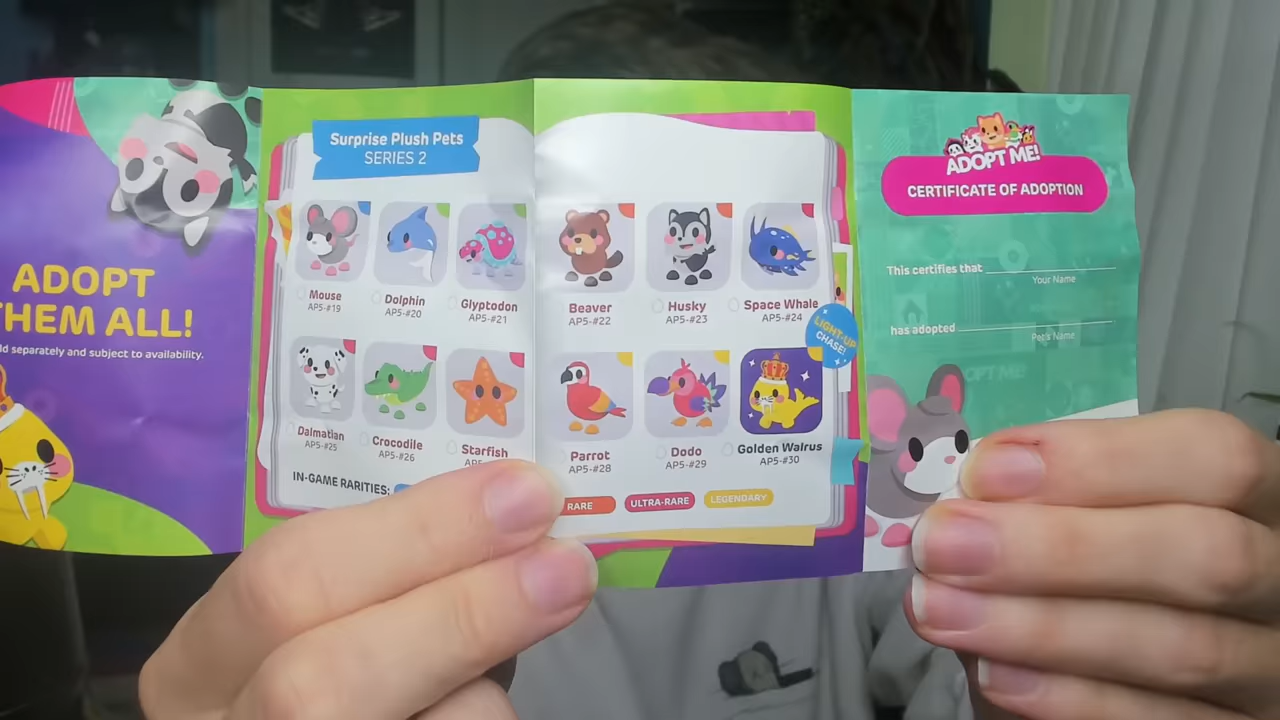 ADOPT
THEM ALL!
separately and subject to availability.
Surprise Plush Pets
SERIES 2
Mouse
AP5-#19
Dolphin
AP5-#20
Glyptodon
AP5-#21
Beaver
AP5-#22
Husky
AP5-#23
Space Whale
AP5-#24
LIGHT-UP
CHASE!
Dalmatian
AP5-#25
Crocodile
AP5-#26
Starfish
Parrot
AP5-#28
Dodo
AP5-#29
Golden Walrus
AP5-#30
IN-GAME RARITIES:
RARE
ULTRA-RARE
LEGENDARY
ADOPT ME!
CERTIFICATE OF ADOPTION
This certifies that
Your Name
has adopted
Pet's Name